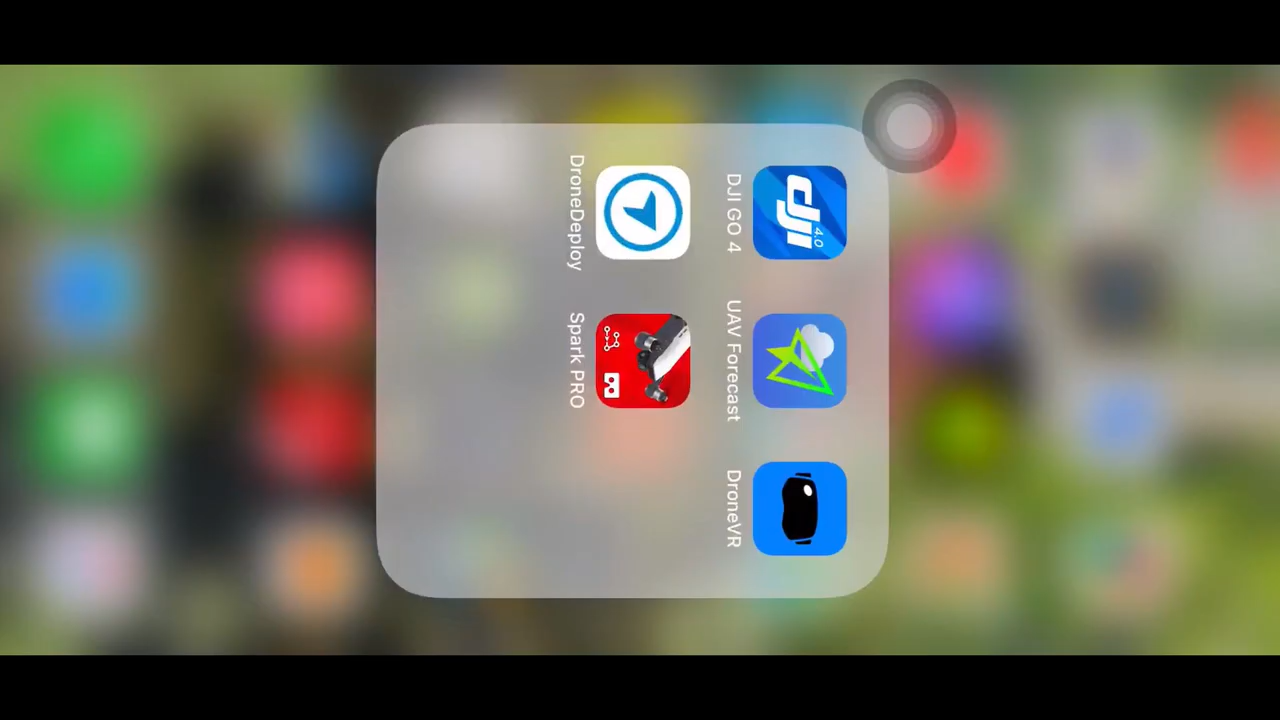 dji 4.0
DJI GO 4
UAV Forecast
DroneVR
DroneDeploy
Spark PRO